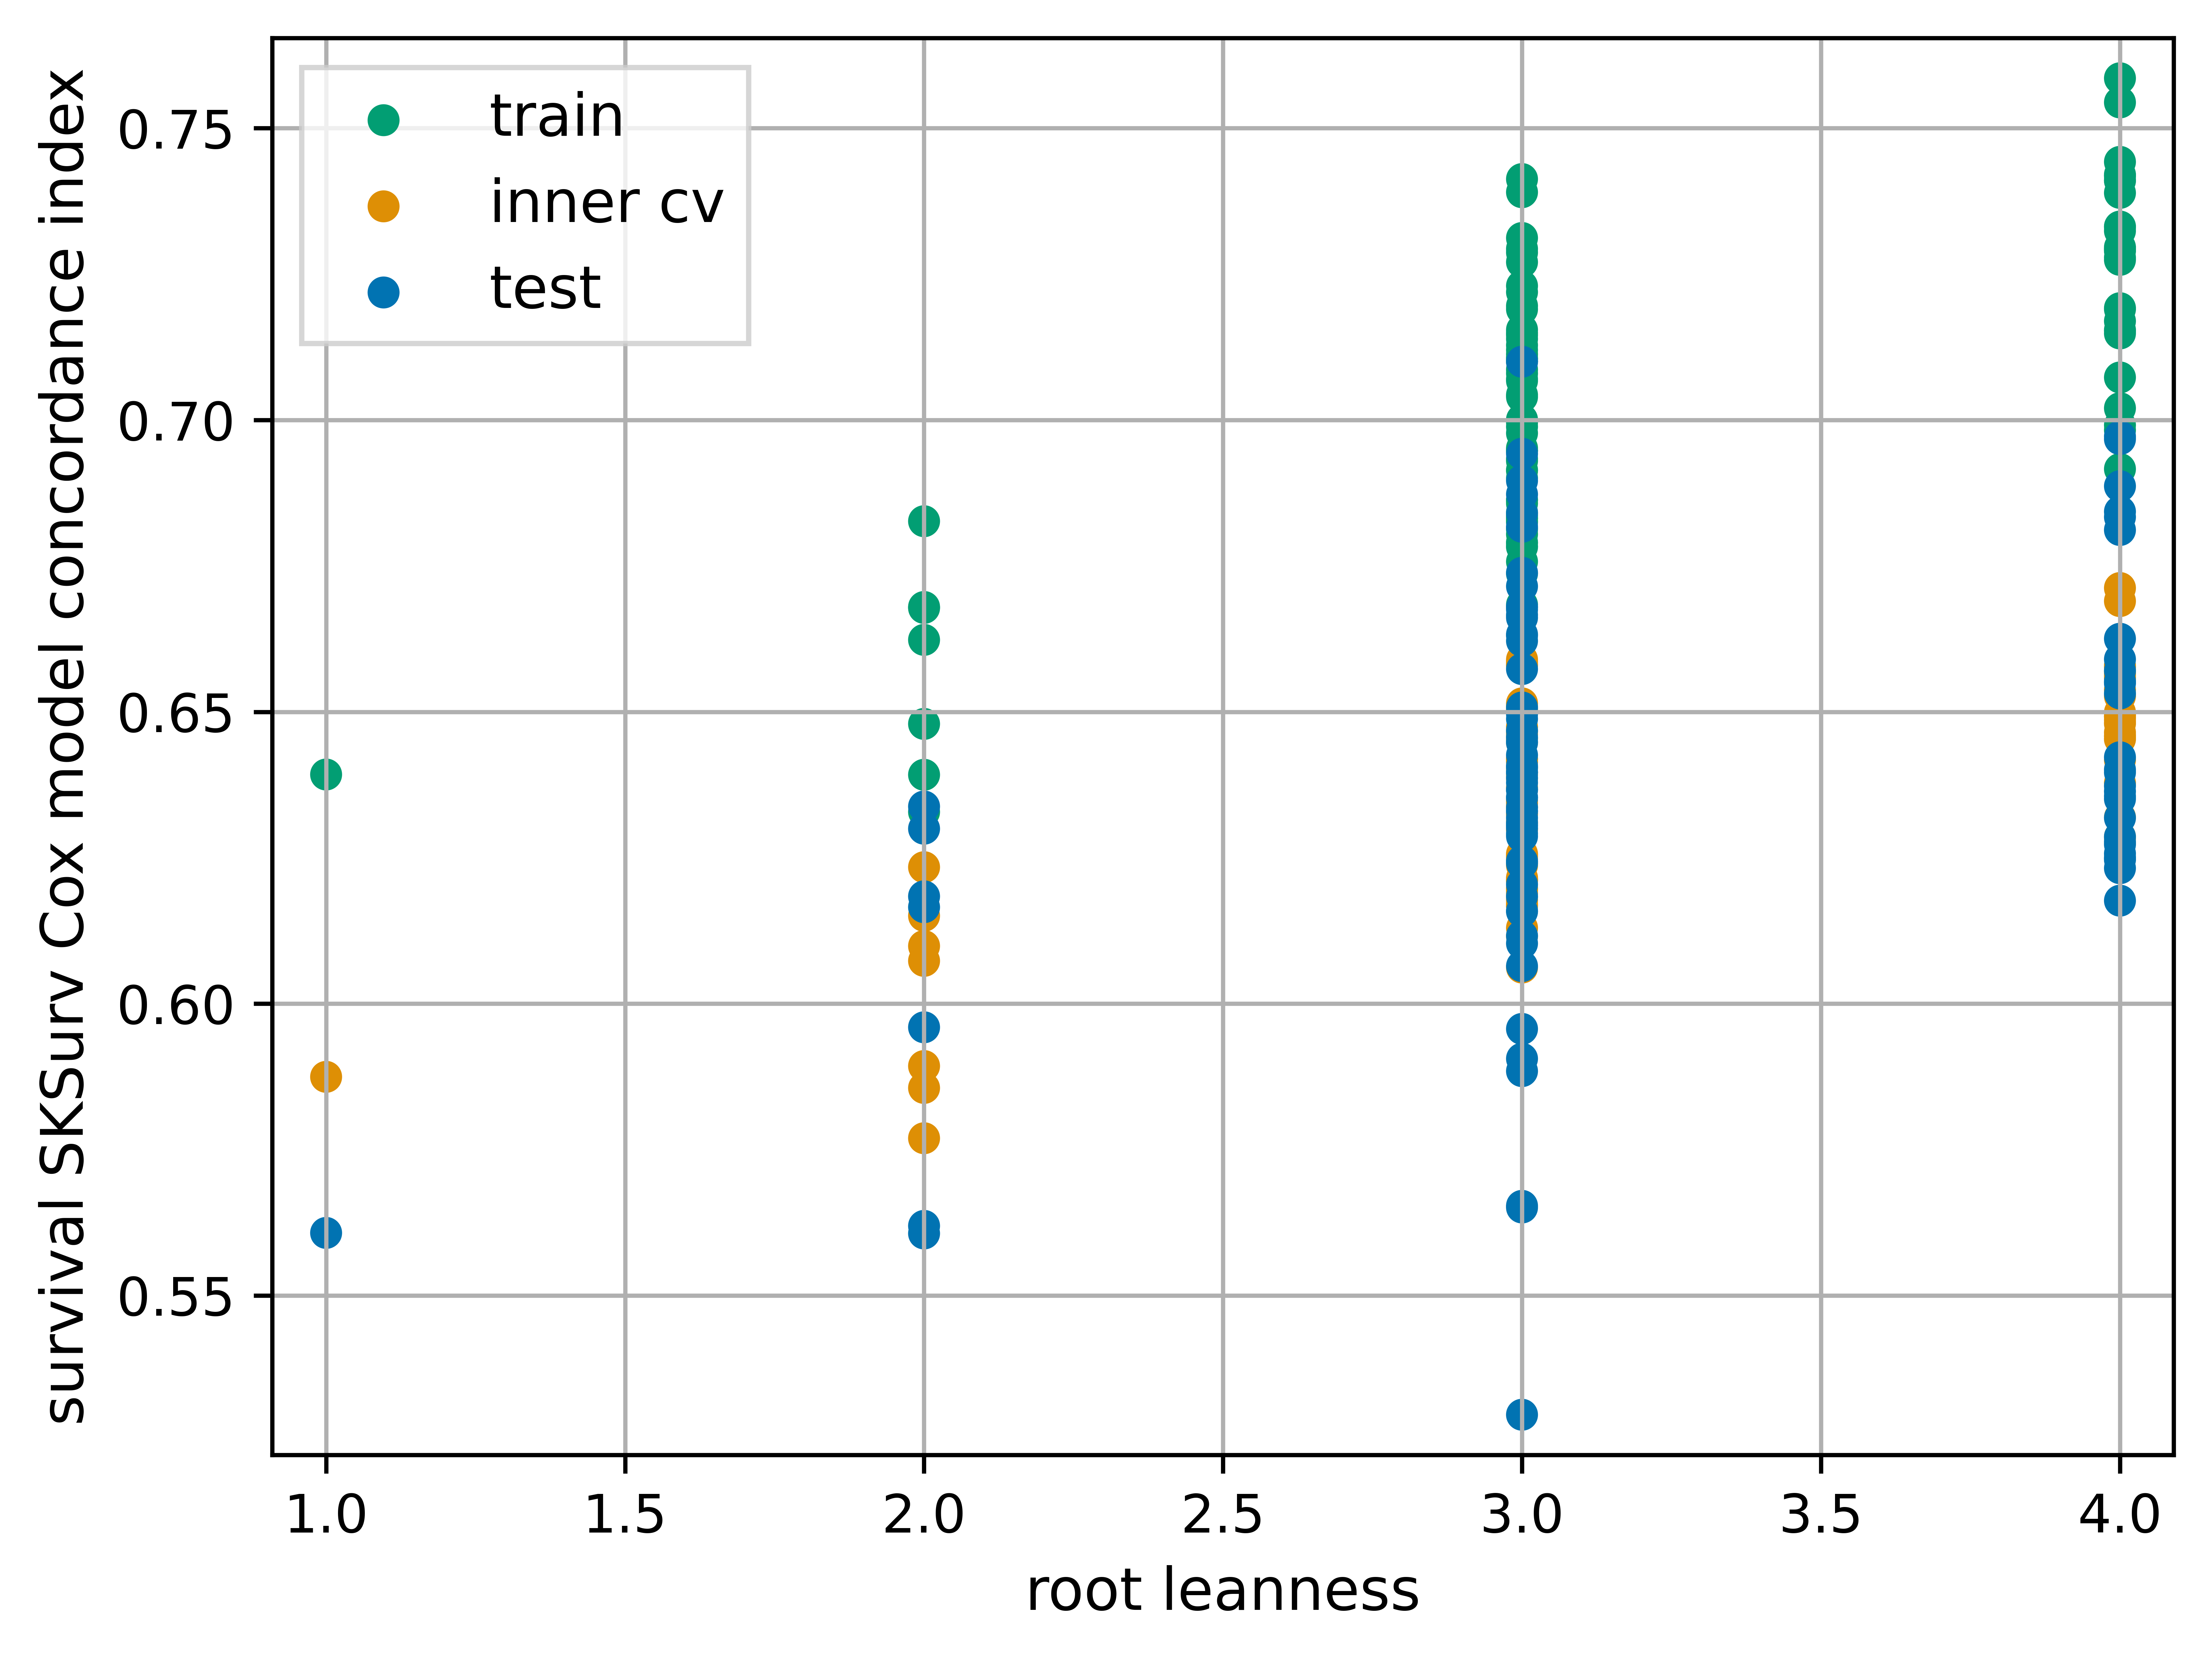 survival SKSurv Cox model concordance index
0.75
0.70
0.65
0.60
0.55
train
inner cv
test
1.0 1.5 2.0 2.5 3.0 3.5 4.0
root leanness